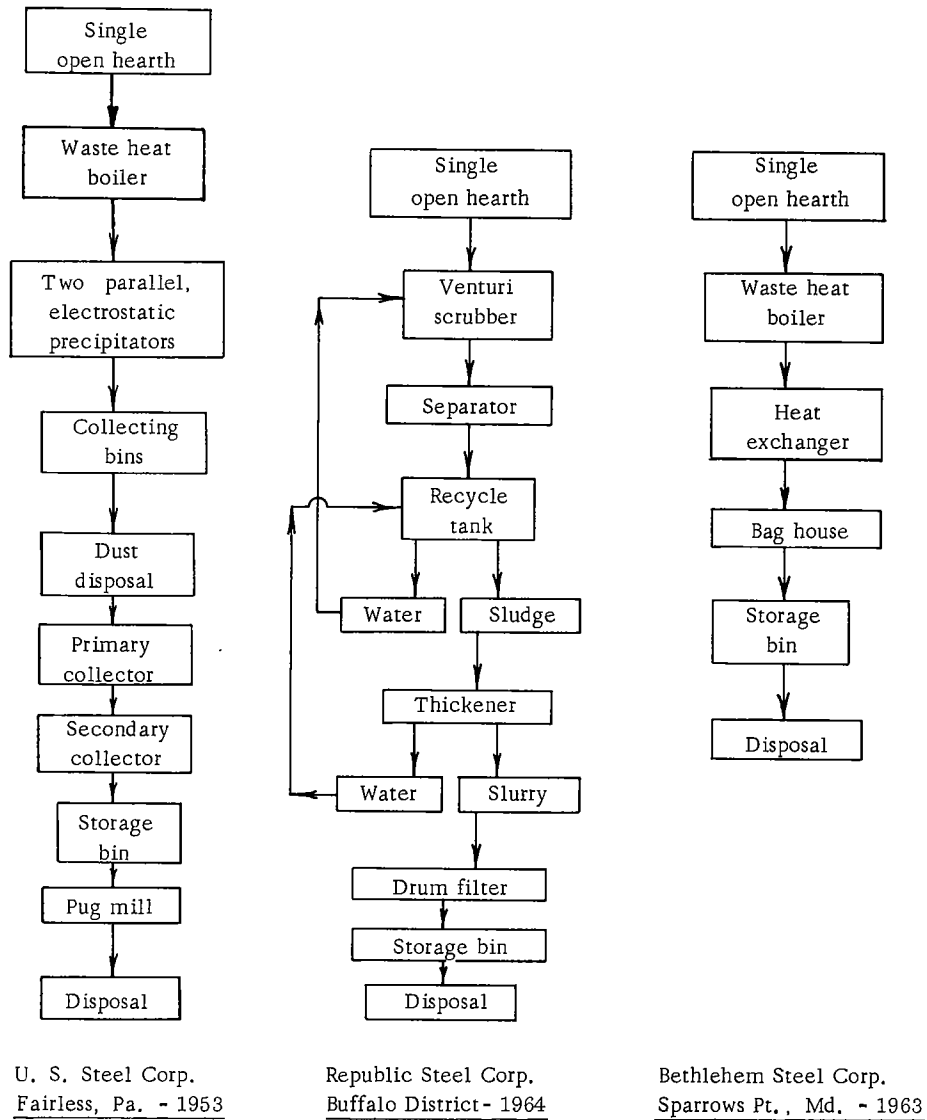 Single
open hearth
Waste heat
boiler
Two parallel,
electrostatic
precipitators
Collecting
bins
Dust
disposal
Primary
collector
Secondary
collector
Storage
bin
Pug mill
Disposal
U. S. Steel Corp.
Fairless, Pa. - 1953
Single
open hearth
Venturi
scrubber
Separator
Recycle
tank
Water
Sludge
Thickener
Water
Slurry
Drum filter
Storage bin
Disposal
Republic Steel Corp.
Buffalo District - 1964
Single
open hearth
Waste heat
boiler
Heat
exchanger
Bag house
Storage
bin
Disposal
Bethlehem Steel Corp.
Sparrows Pt., Md. - 1963